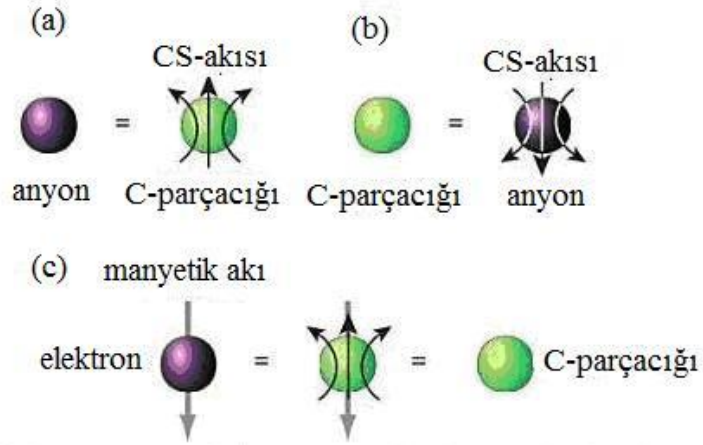 (a)
(b)
CS-akısı
CS-akısı
=
=
anyon
C-parçacığı
C-parçacığı
anyon
(c)
manyetik akı
elektron
=
=
C-parçacığı